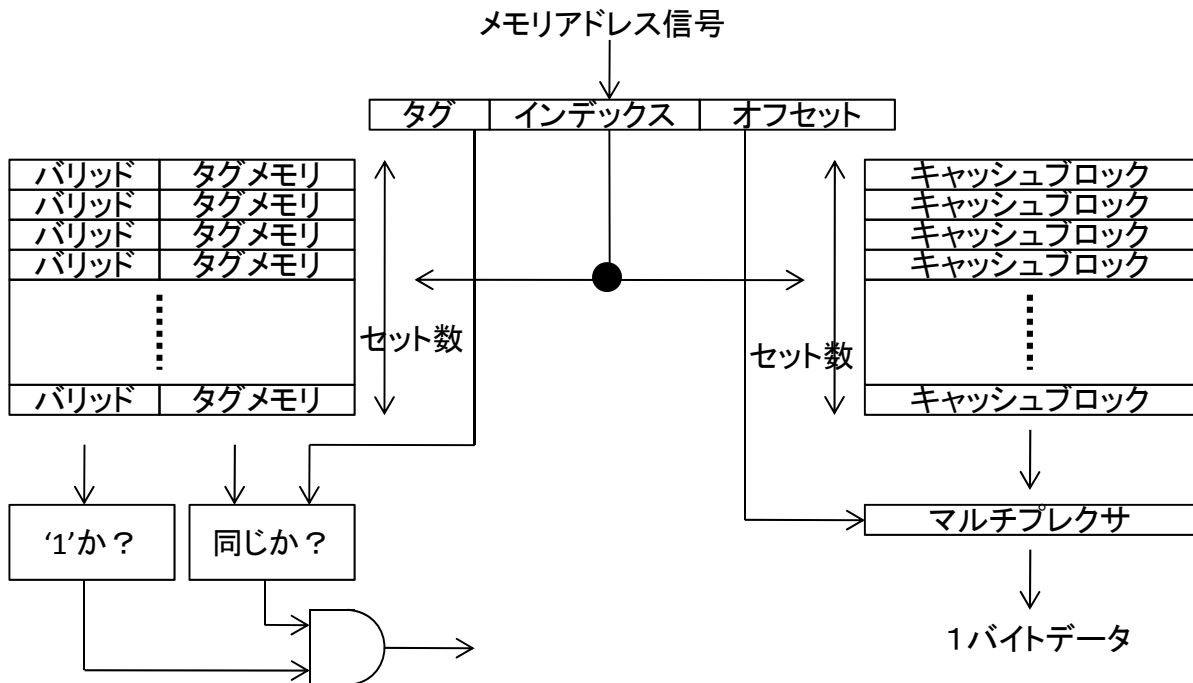 メモリアドレス信号
タグ インデックス オフセット
バリッド タグメモリ
バリッド タグメモリ
バリッド タグメモリ
バリッド タグメモリ
バリッド タグメモリ
セット数
セット数
キャッシュブロック
キャッシュブロック
キャッシュブロック
キャッシュブロック
キャッシュブロック
‘1’か？
同じか？
マルチプレクサ
１バイトデータ